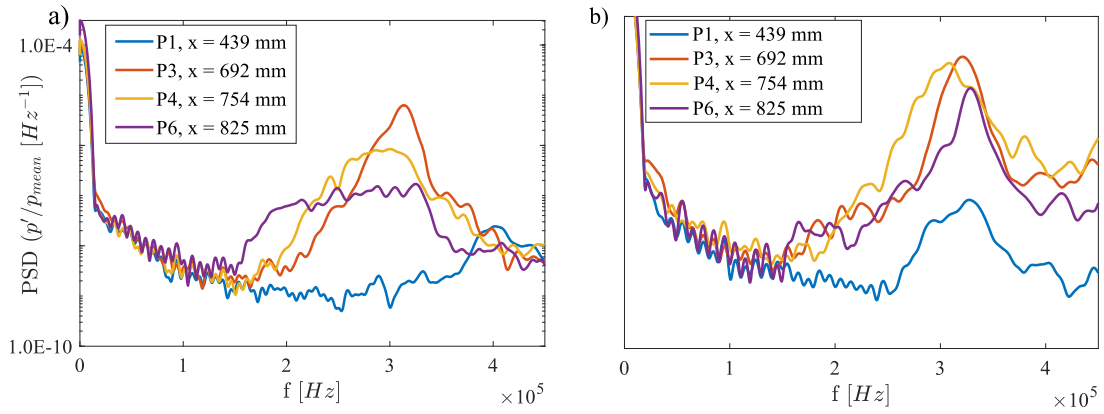 a)
1.0E-4
1.0E-10
PSD (p′/p_mean [Hz⁻¹])
P1, x = 439 mm
P3, x = 692 mm
P4, x = 754 mm
P6, x = 825 mm
0 1 2 3 4
×10⁵
f [Hz]
b)
P1, x = 439 mm
P3, x = 692 mm
P4, x = 754 mm
P6, x = 825 mm
0 1 2 3 4
×10⁵
f [Hz]